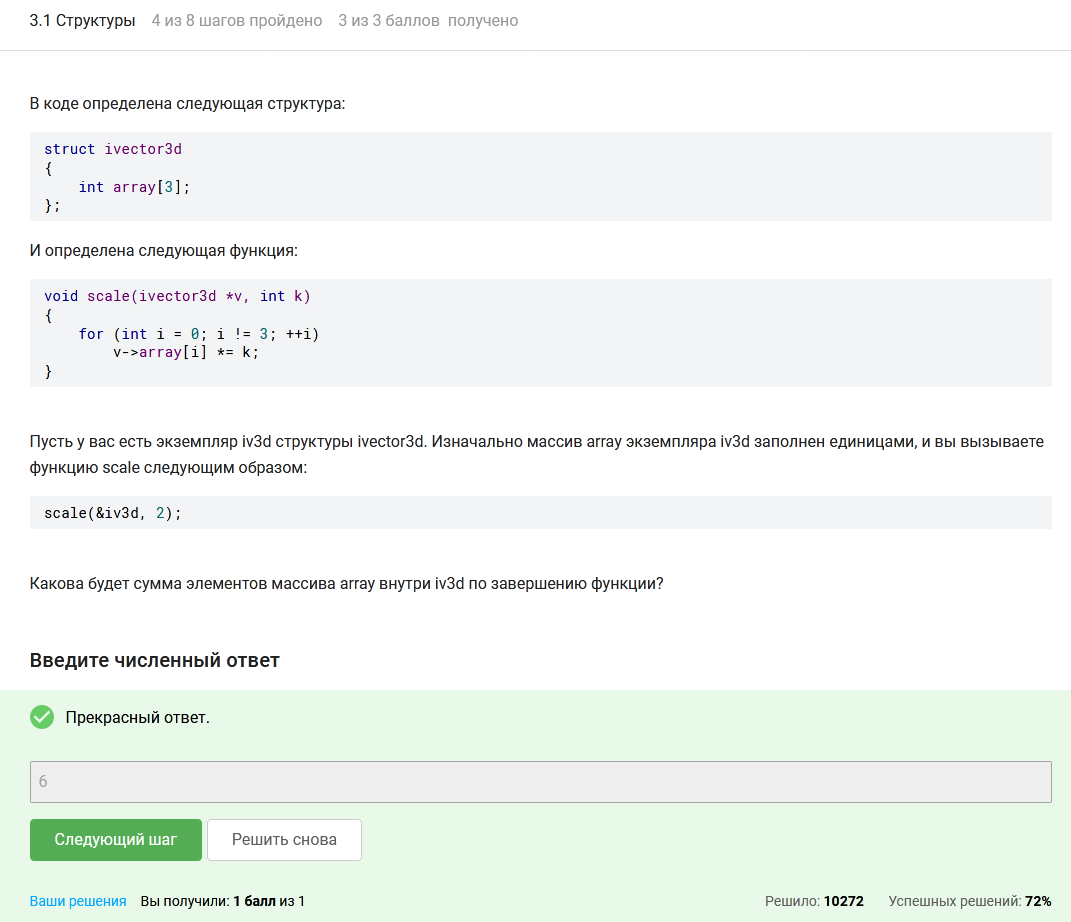 3.1 Структуры 4 из 8 шагов пройдено 3 из 3 баллов получено
В коде определена следующая структура:
struct ivector3d
{
    int array[3];
};
И определена следующая функция:
void scale(ivector3d *v, int k)
{
    for (int i = 0; i != 3; ++i)
        v->array[i] *= k;
}
Пусть у вас есть экземпляр iv3d структуры ivector3d. Изначально массив array экземпляра iv3d заполнен единицами, и вы вызываете
функцию scale следующим образом:
scale(&iv3d, 2);
Какова будет сумма элементов массива array внутри iv3d по завершению функции?
Введите численный ответ
Прекрасный ответ.
6
Следующий шаг Решить снова
Ваши решения Вы получили: 1 балл из 1 Решило: 10272 Успешных решений: 72%